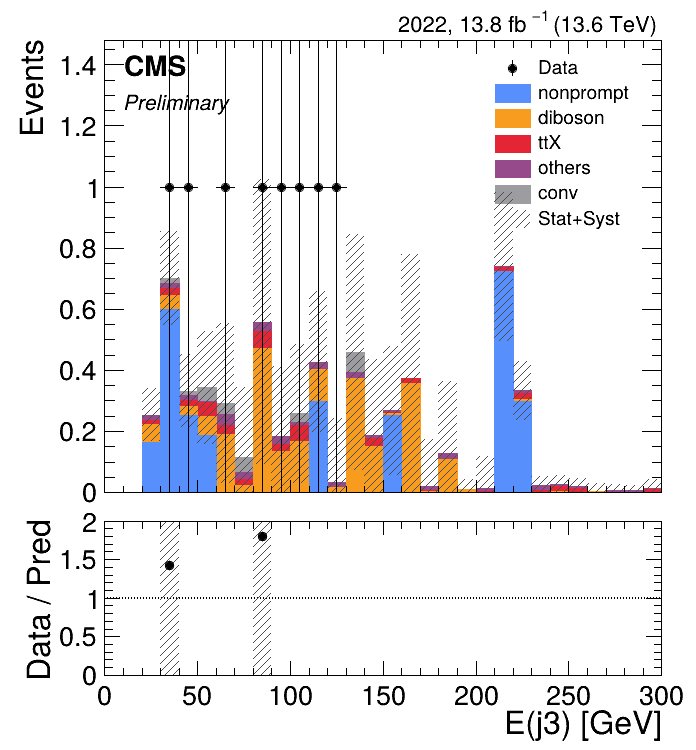 2022, 13.8 fb⁻¹ (13.6 TeV)
Events
CMS
Preliminary
Data
nonprompt
diboson
ttX
others
conv
Stat+Syst
1.4
1.2
1
0.8
0.6
0.4
0.2
0
Data / Pred
2
1.5
1
0.5
0
0 50 100 150 200 250 300
E(j3) [GeV]